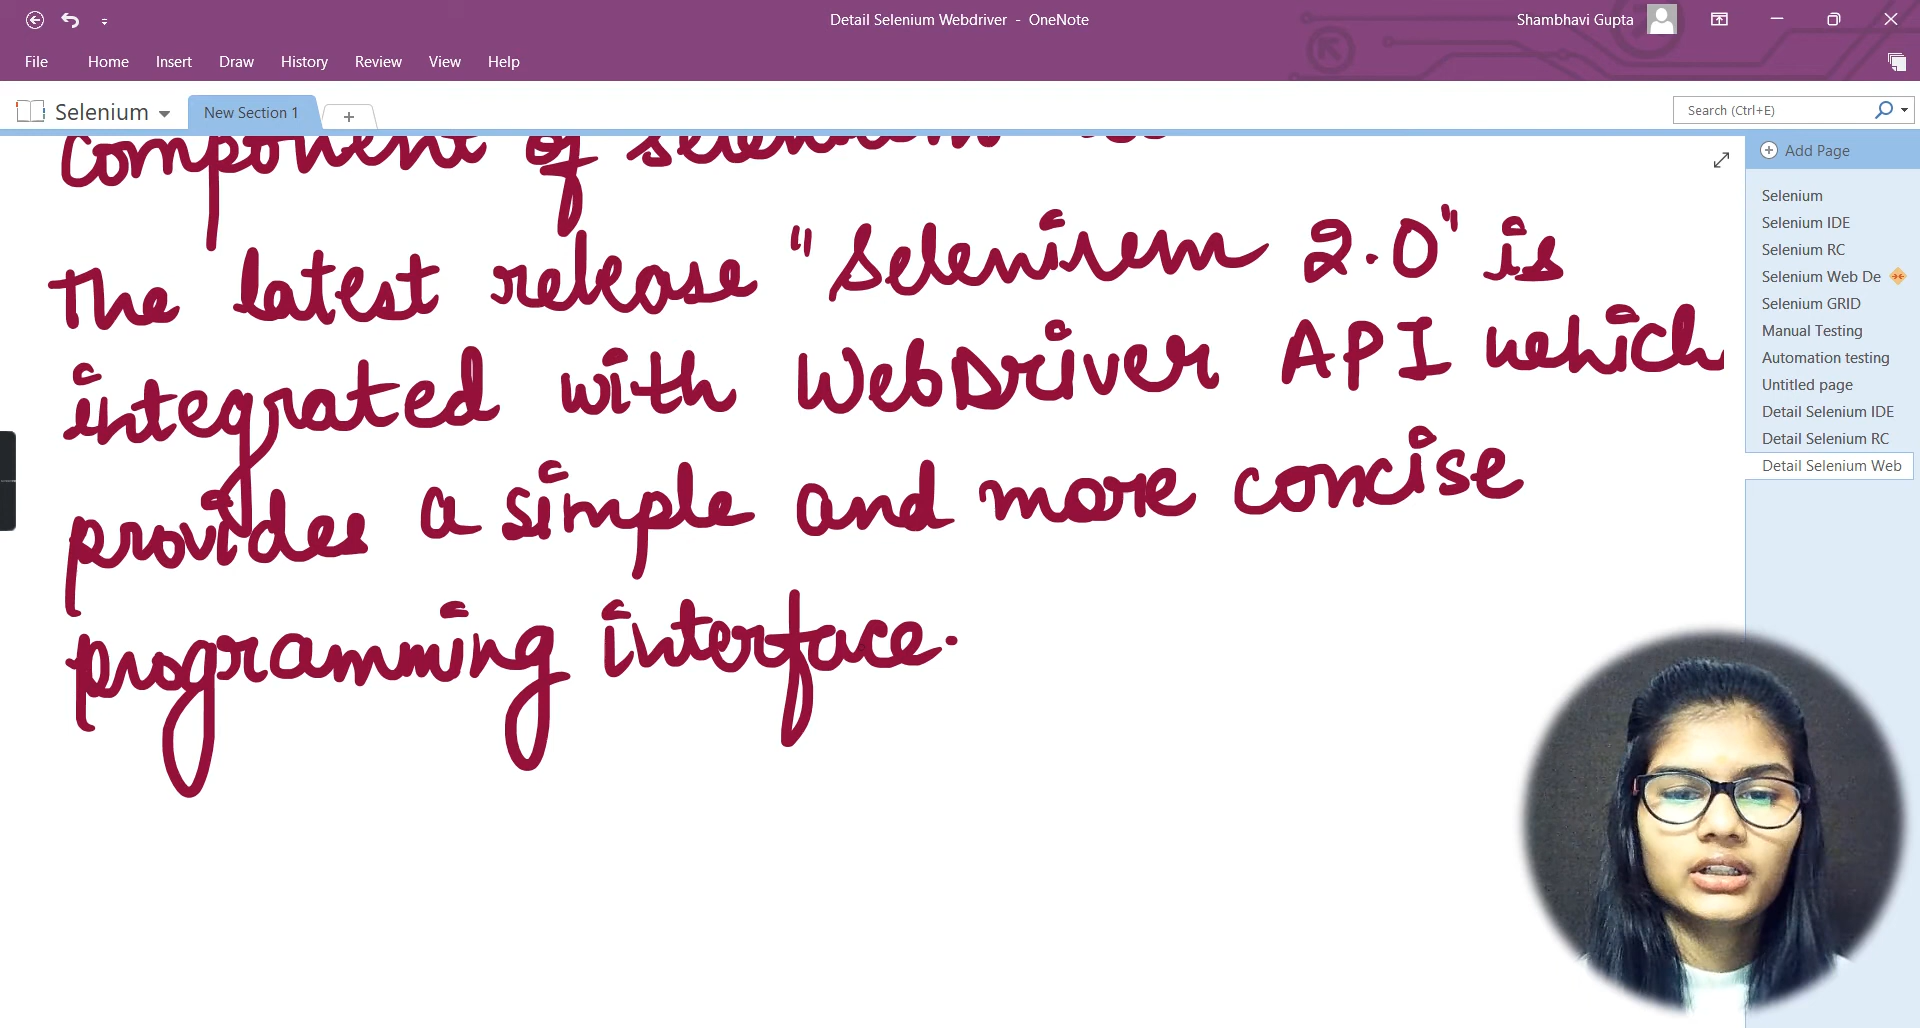 Detail Selenium Webdriver - OneNote
Shambhavi Gupta
File Home Insert Draw History Review View Help
Selenium
New Section 1
+
Search (Ctrl+E)
Add Page
component of selenium
The latest release "Selenium 2.0" is
integrated with WebDriver API which
provides a simple and more concise
programming interface.
Selenium
Selenium IDE
Selenium RC
Selenium Web De
Selenium GRID
Manual Testing
Automation testing
Untitled page
Detail Selenium IDE
Detail Selenium RC
Detail Selenium Web